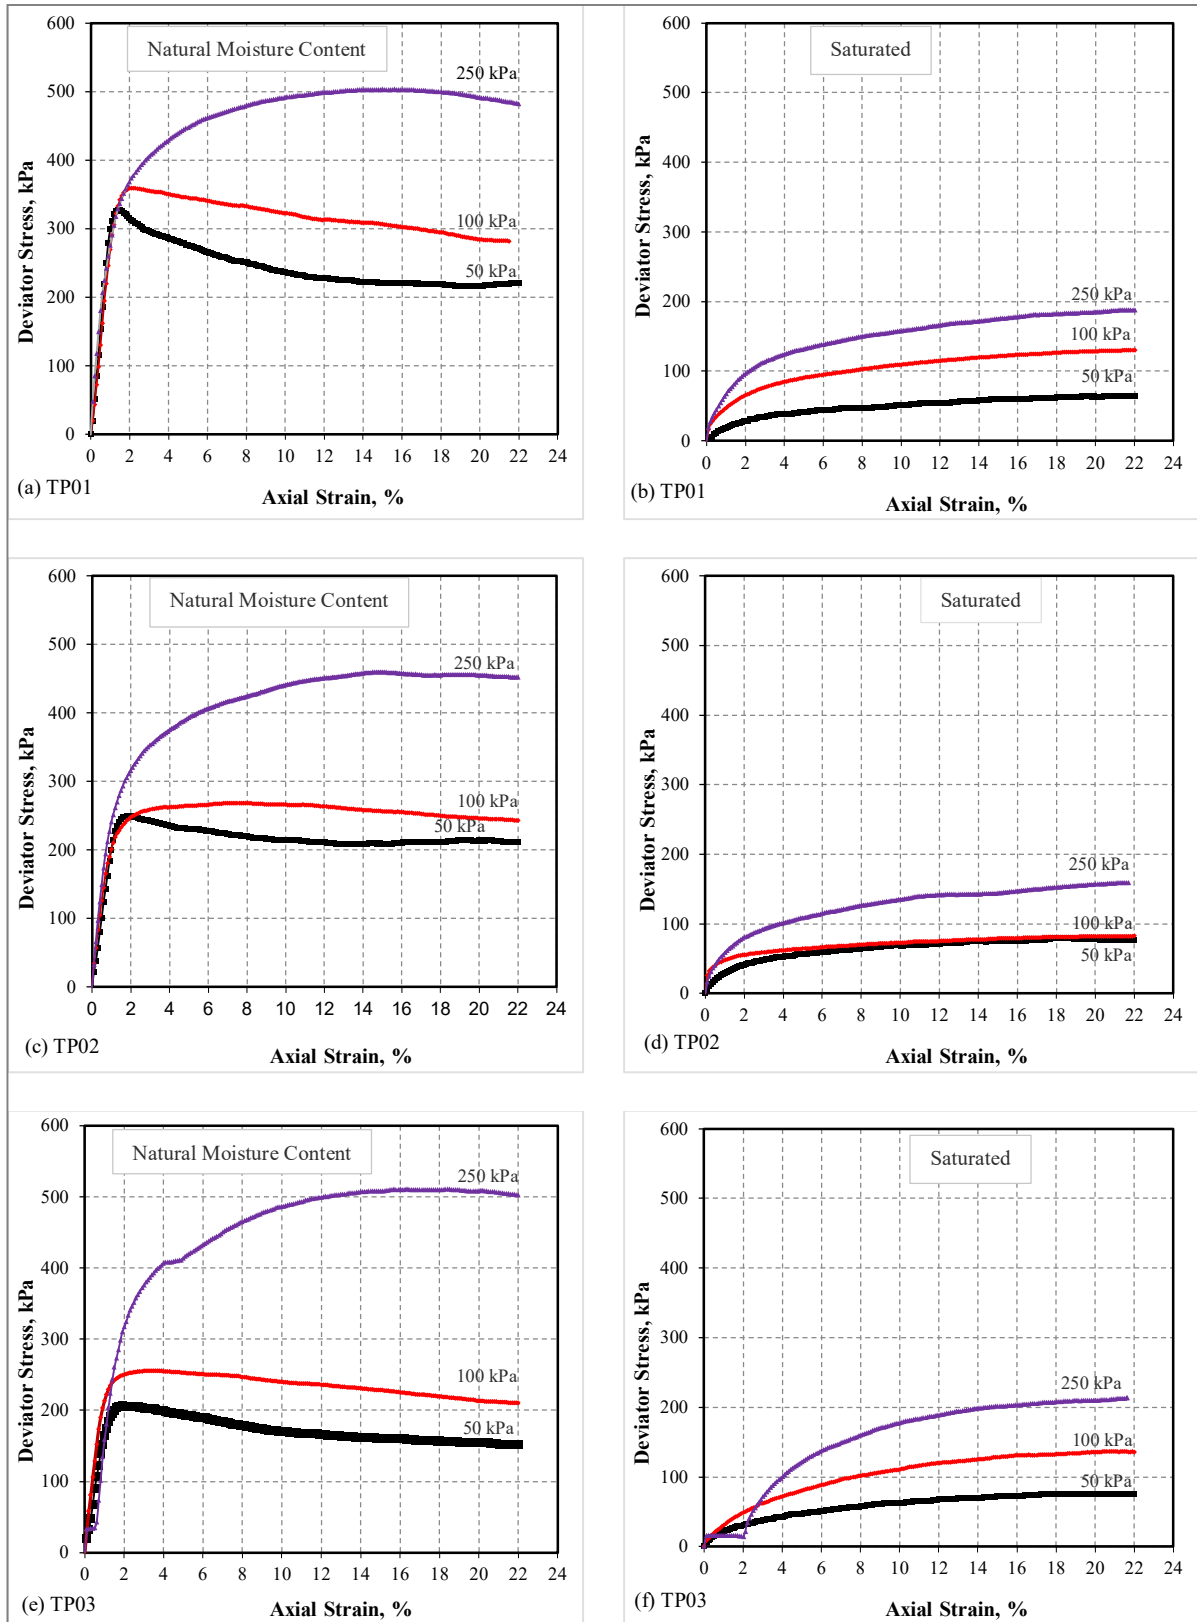 Natural Moisture Content
600
500
400
300
200
100
0
250 kPa
100 kPa
50 kPa
Deviator Stress, kPa
0 2 4 6 8 10 12 14 16 18 20 22 24
(a) TP01
Axial Strain, %
Saturated
600
500
400
300
200
100
0
250 kPa
100 kPa
50 kPa
Deviator Stress, kPa
0 2 4 6 8 10 12 14 16 18 20 22 24
(b) TP01
Axial Strain, %
Natural Moisture Content
600
500
400
300
200
100
0
250 kPa
100 kPa
50 kPa
Deviator Stress, kPa
0 2 4 6 8 10 12 14 16 18 20 22 24
(c) TP02
Axial Strain, %
Saturated
600
500
400
300
200
100
0
250 kPa
100 kPa
50 kPa
Deviator Stress, kPa
0 2 4 6 8 10 12 14 16 18 20 22 24
(d) TP02
Axial Strain, %
Natural Moisture Content
600
500
400
300
200
100
0
250 kPa
100 kPa
50 kPa
Deviator Stress, kPa
0 2 4 6 8 10 12 14 16 18 20 22 24
(e) TP03
Axial Strain, %
Saturated
600
500
400
300
200
100
0
250 kPa
100 kPa
50 kPa
Deviator Stress, kPa
0 2 4 6 8 10 12 14 16 18 20 22 24
(f) TP03
Axial Strain, %